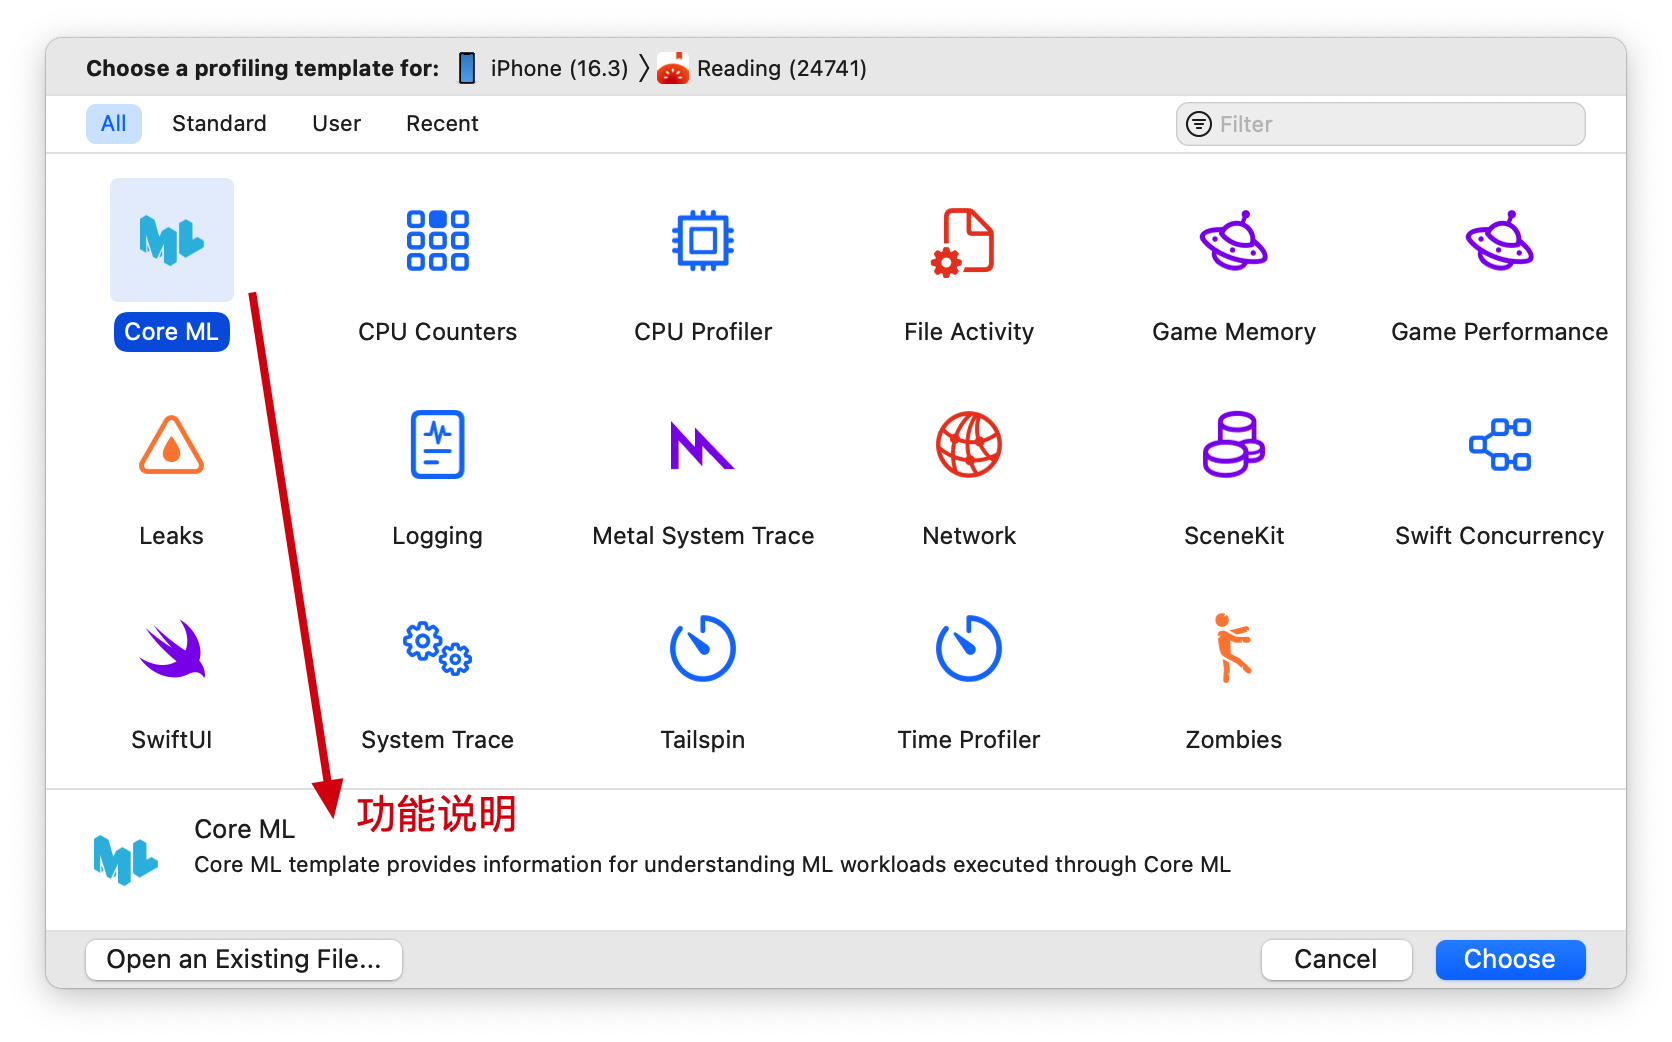 Choose a profiling template for: iPhone (16.3) 〉 Reading (24741)
All Standard User Recent Filter
ML
Core ML CPU Counters CPU Profiler File Activity Game Memory Game Performance
Leaks Logging Metal System Trace Network SceneKit Swift Concurrency
SwiftUI System Trace Tailspin Time Profiler Zombies
功能说明
ML
Core ML
Core ML template provides information for understanding ML workloads executed through Core ML
Open an Existing File... Cancel Choose